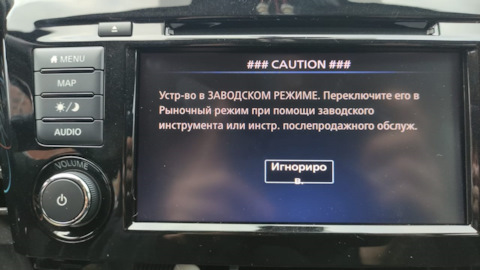 ### CAUTION ###
MENU
MAP
AUDIO
VOLUME
Устр-во в ЗАВОДСКОМ РЕЖИМЕ. Переключите его в
Рыночный режим при помощи заводского
инструмента или инстр. послепродажного обслуж.
Игнориро
в.